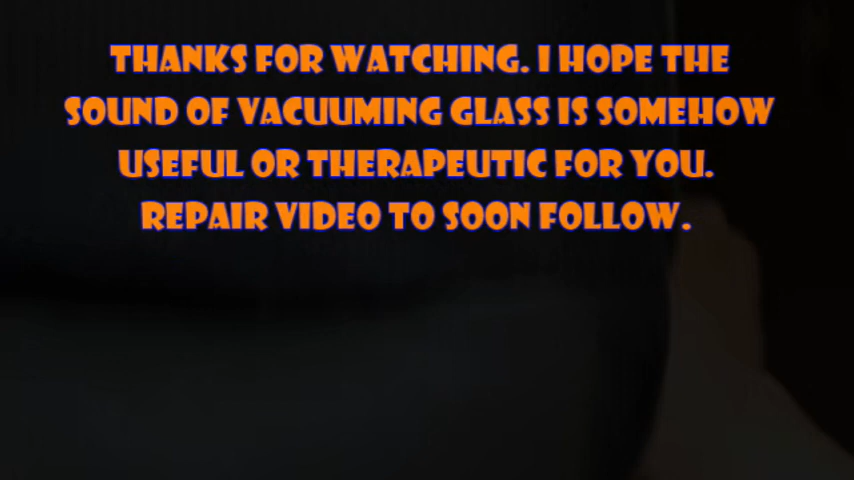 THANKS FOR WATCHING. I HOPE THE
SOUND OF VACUUMING GLASS IS SOMEHOW
USEFUL OR THERAPEUTIC FOR YOU.
REPAIR VIDEO TO SOON FOLLOW.